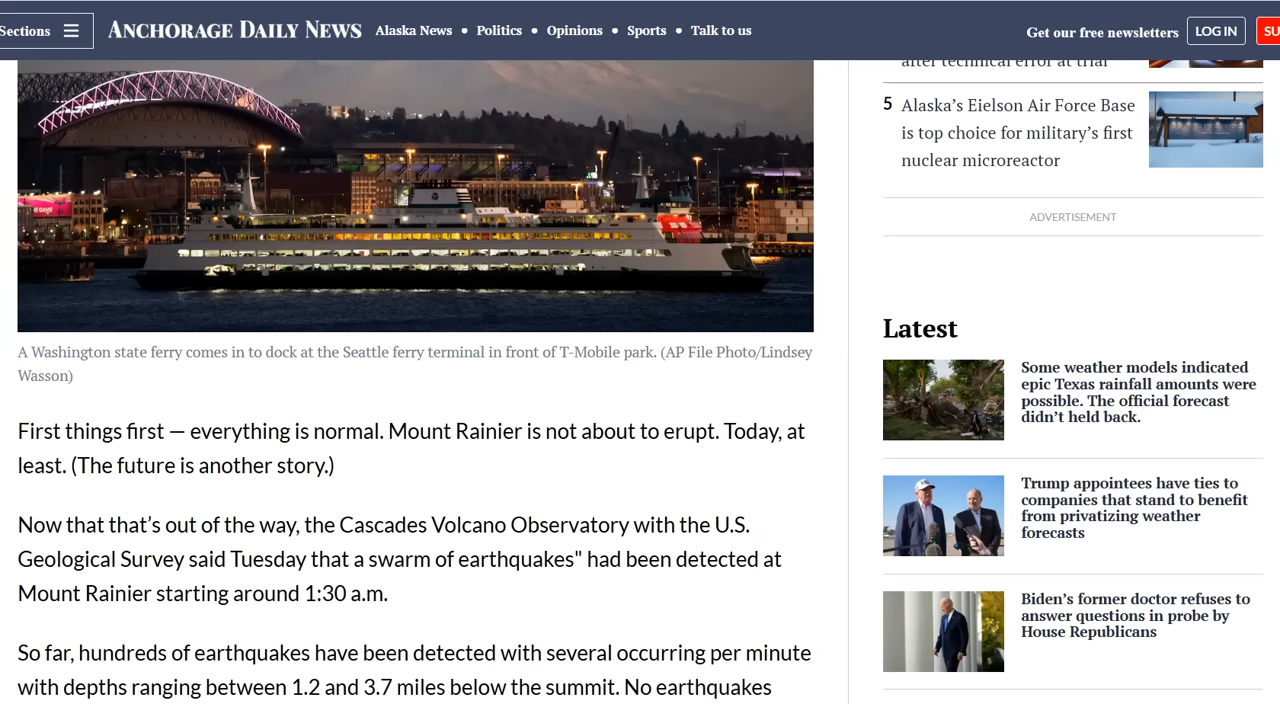 Sections
ANCHORAGE DAILY NEWS
Alaska News • Politics • Opinions • Sports • Talk to us
Get our free newsletters
LOG IN
SU
A Washington state ferry comes in to dock at the Seattle ferry terminal in front of T-Mobile park. (AP File Photo/Lindsey
Wasson)
First things first — everything is normal. Mount Rainier is not about to erupt. Today, at
least. (The future is another story.)
Now that that’s out of the way, the Cascades Volcano Observatory with the U.S.
Geological Survey said Tuesday that a swarm of earthquakes" had been detected at
Mount Rainier starting around 1:30 a.m.
So far, hundreds of earthquakes have been detected with several occurring per minute
with depths ranging between 1.2 and 3.7 miles below the summit. No earthquakes
after technical error at trial
5 Alaska’s Eielson Air Force Base
is top choice for military’s first
nuclear microreactor
ADVERTISEMENT
Latest
Some weather models indicated
epic Texas rainfall amounts were
possible. The official forecast
didn’t held back.
Trump appointees have ties to
companies that stand to benefit
from privatizing weather
forecasts
Biden’s former doctor refuses to
answer questions in probe by
House Republicans